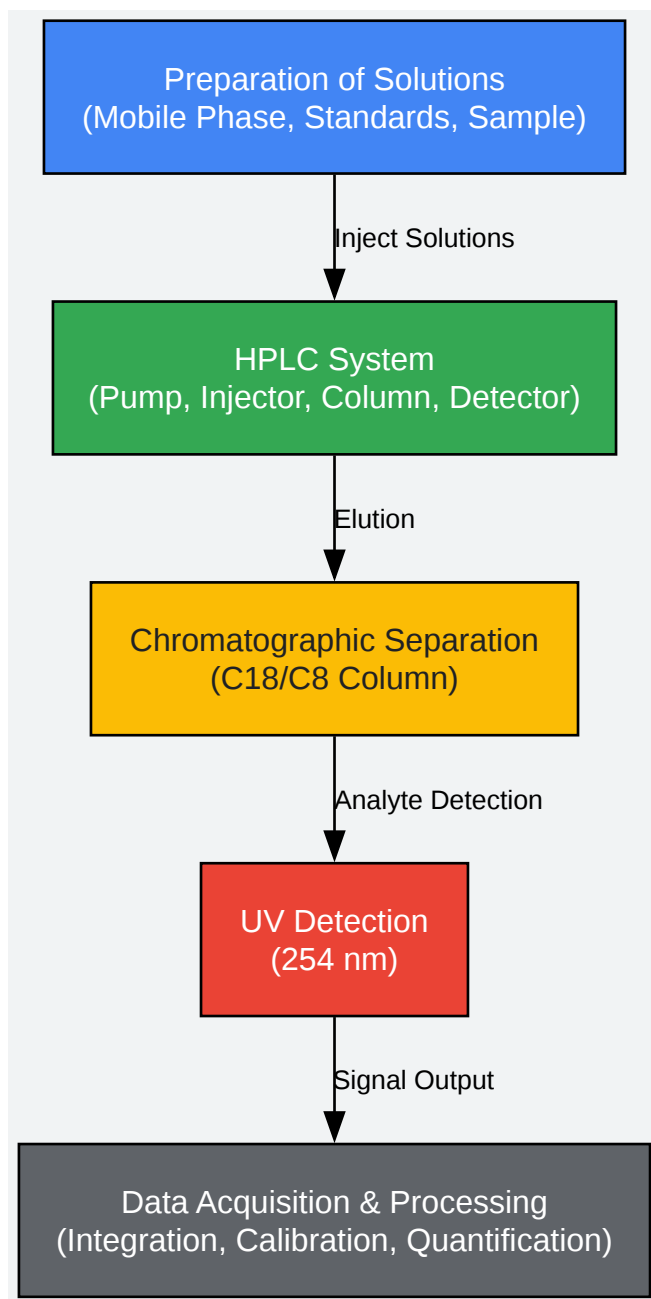 Preparation of Solutions
(Mobile Phase, Standards, Sample)
Inject Solutions
HPLC System
(Pump, Injector, Column, Detector)
Elution
Chromatographic Separation
(C18/C8 Column)
Analyte Detection
UV Detection
(254 nm)
Signal Output
Data Acquisition & Processing
(Integration, Calibration, Quantification)